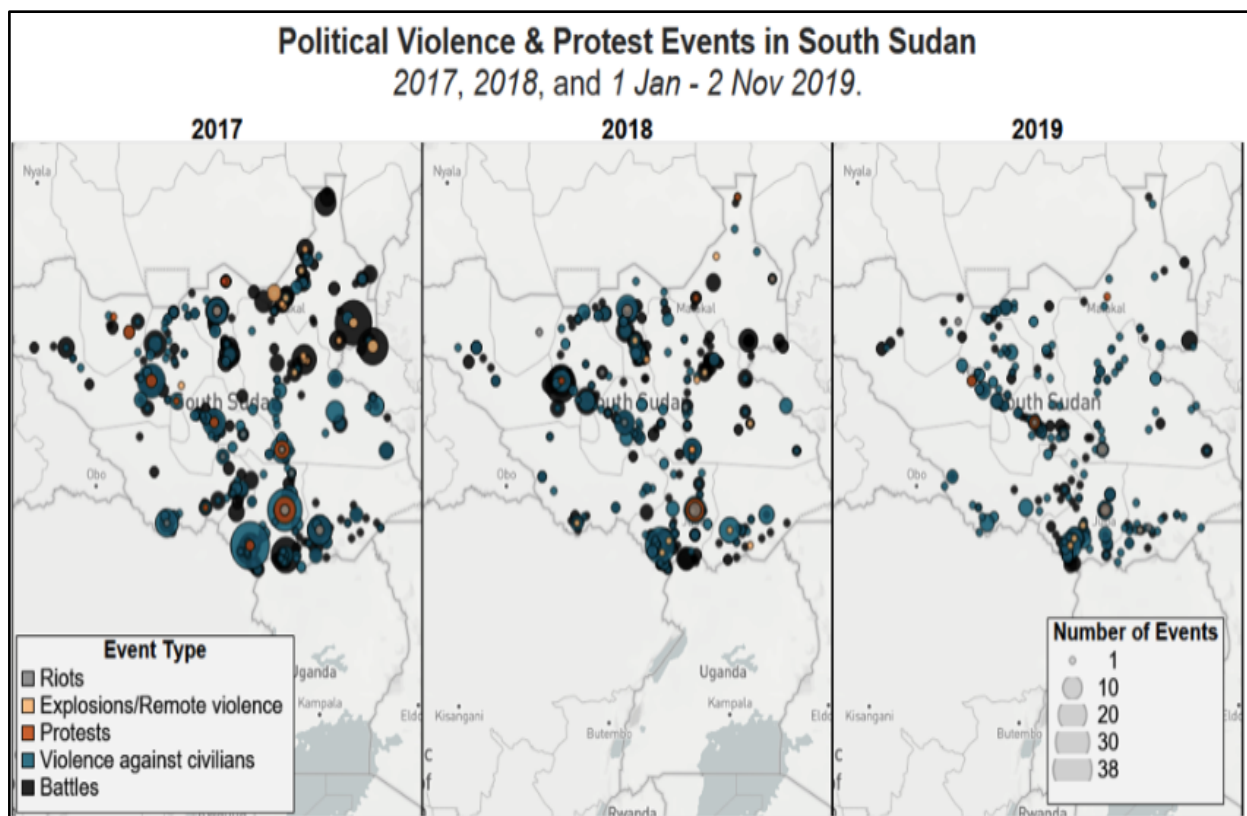 Political Violence & Protest Events in South Sudan
2017, 2018, and 1 Jan - 2 Nov 2019.
2017
2018
2019
Nyala
South Sudan
Obo
Uganda
Kampala
Event Type
Riots
Explosions/Remote violence
Protests
Violence against civilians
Battles
Nyala
Malakal
South Sudan
Obo
Uganda
Kampala
Kisangani
Butembo
Rwanda
Nyala
Malakal
South Sudan
Obo
Juba
Kisangani
Butembo
Rwanda
Number of Events
1
10
20
30
38